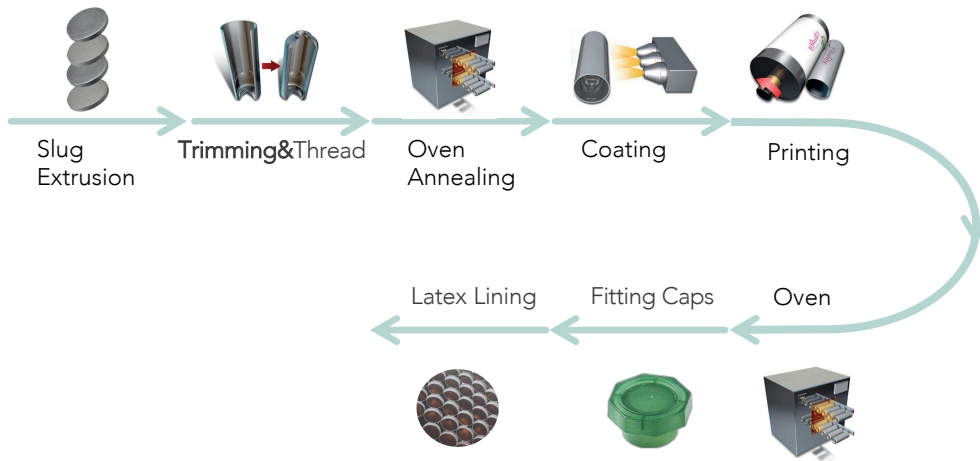 Slug
Extrusion
Trimming&Thread
Oven
Annealing
Coating
Printing
Oven
Fitting Caps
Latex Lining